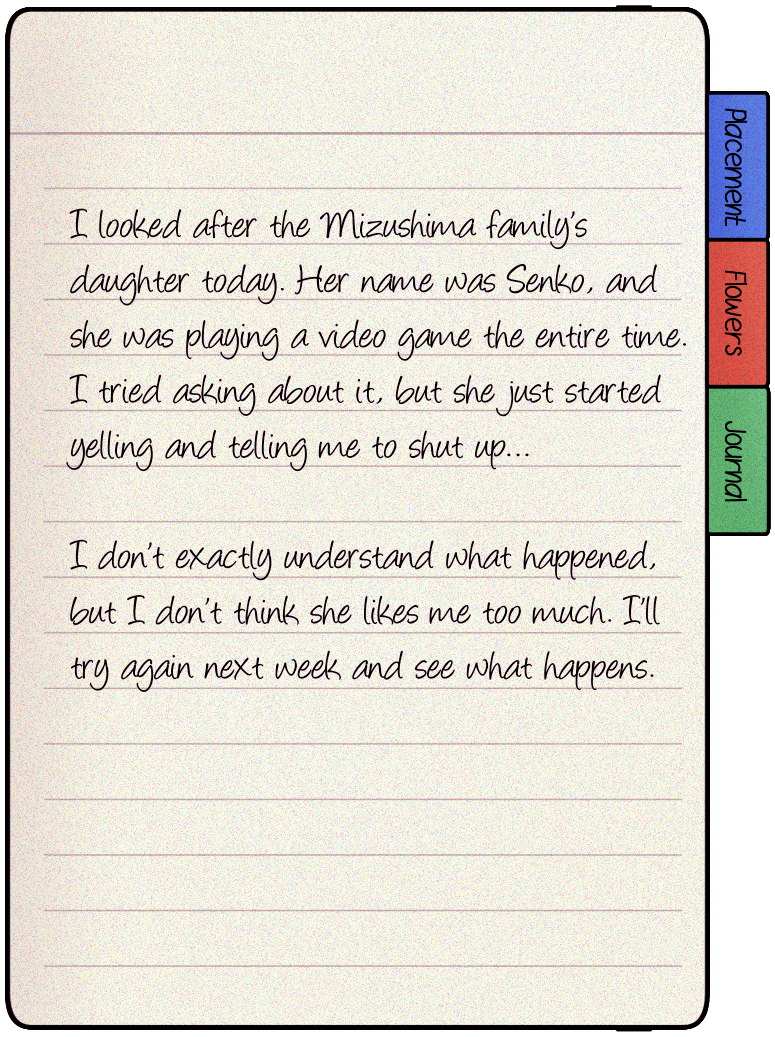 I looked after the Mizushima family's
daughter today. Her name was Senko, and
she was playing a video game the entire time.
I tried asking about it, but she just started
yelling and telling me to shut up...
I don't exactly understand what happened,
but I don't think she likes me too much. I'll
try again next week and see what happens.
Placement
Flowers
Journal